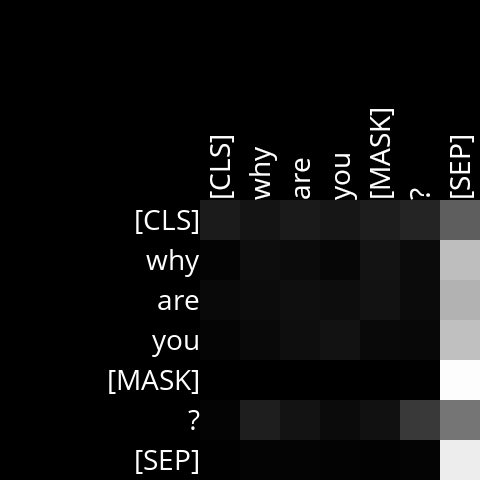 [CLS] why are you [MASK] ? [SEP]
[CLS]
why
are
you
[MASK]
?
[SEP]